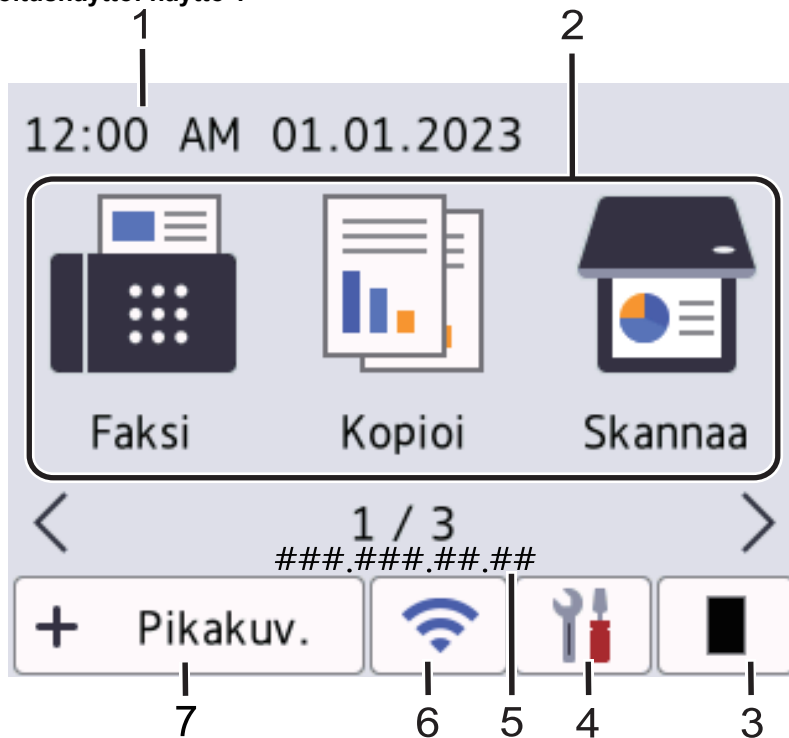 1
2
12:00 AM 01.01.2023
Faksi Kopioi Skannaa
1 / 3
###.###.##.##
+ Pikakuv.
7 6 5 4 3